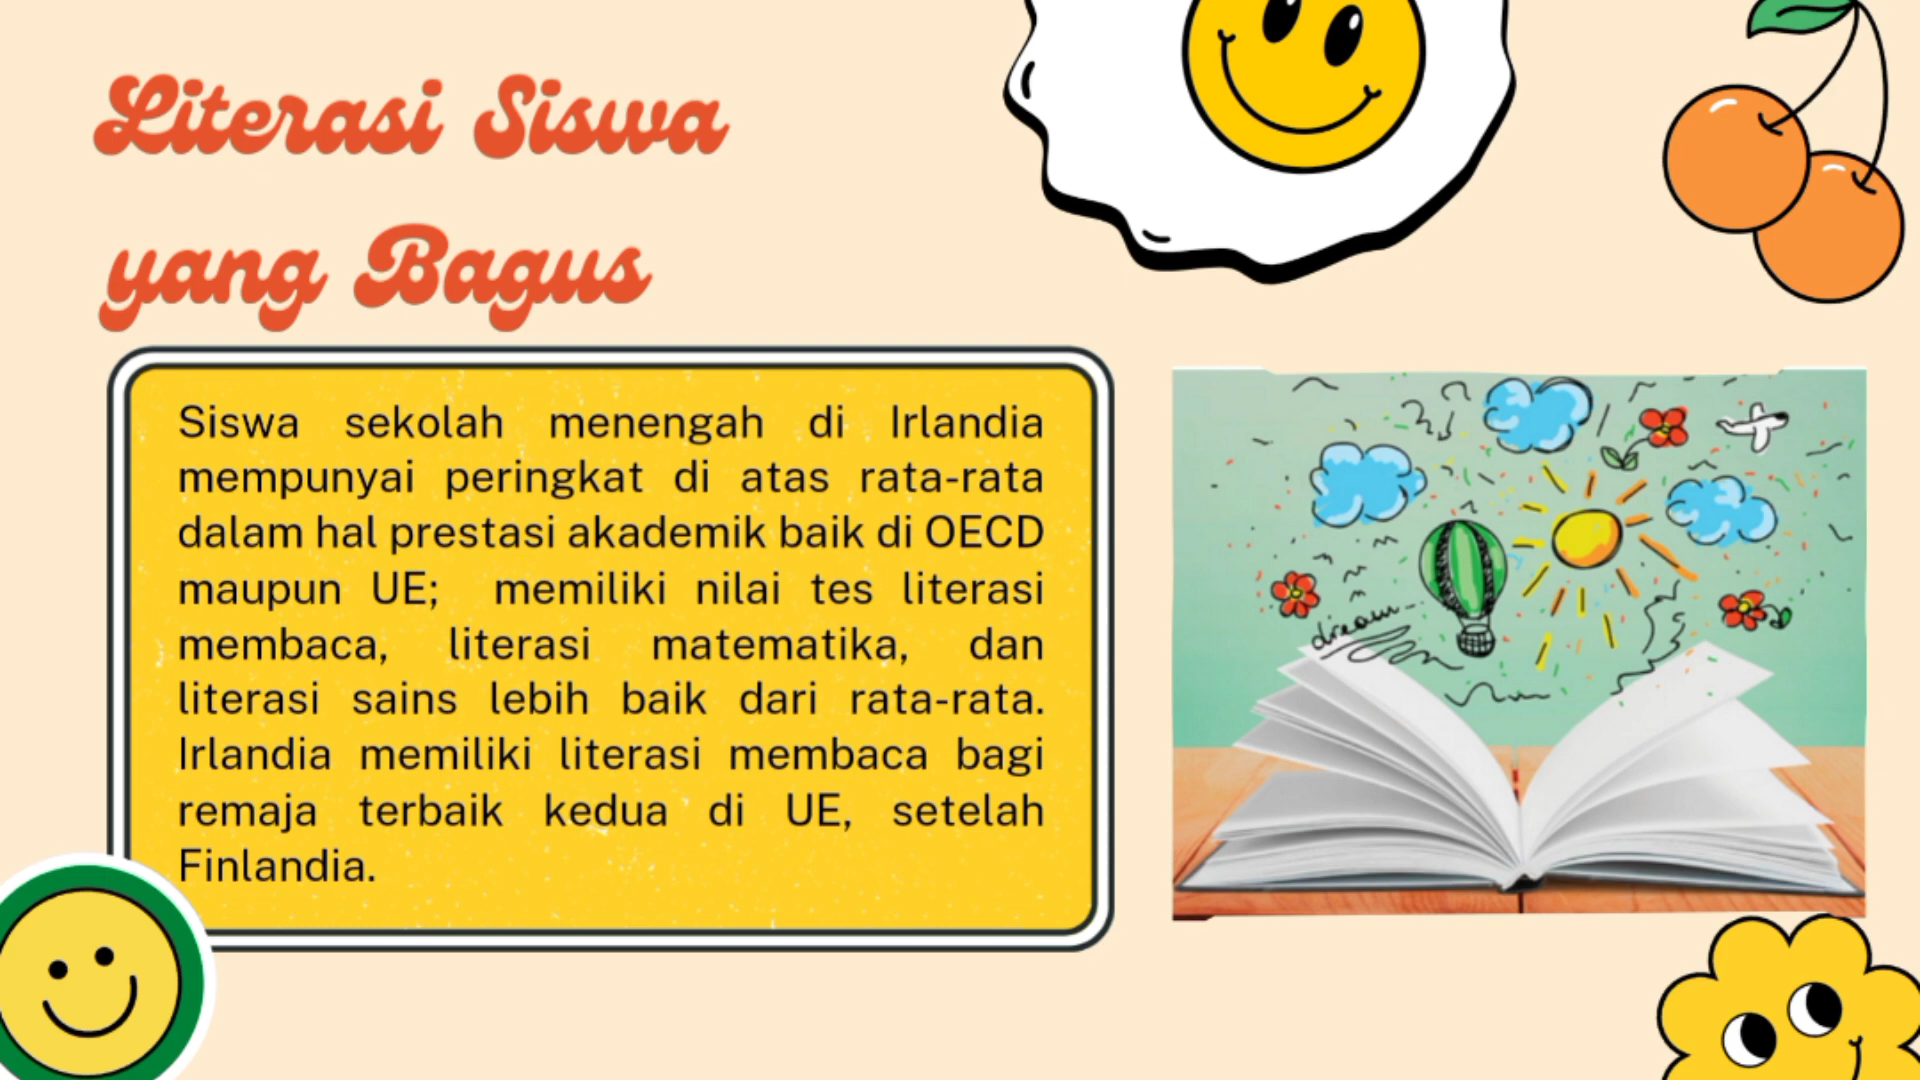 Literasi Siswa
yang Bagus
Siswa sekolah menengah di Irlandia
mempunyai peringkat di atas rata-rata
dalam hal prestasi akademik baik di OECD
maupun UE; memiliki nilai tes literasi
membaca, literasi matematika, dan
literasi sains lebih baik dari rata-rata.
Irlandia memiliki literasi membaca bagi
remaja terbaik kedua di UE, setelah
Finlandia.
dream...